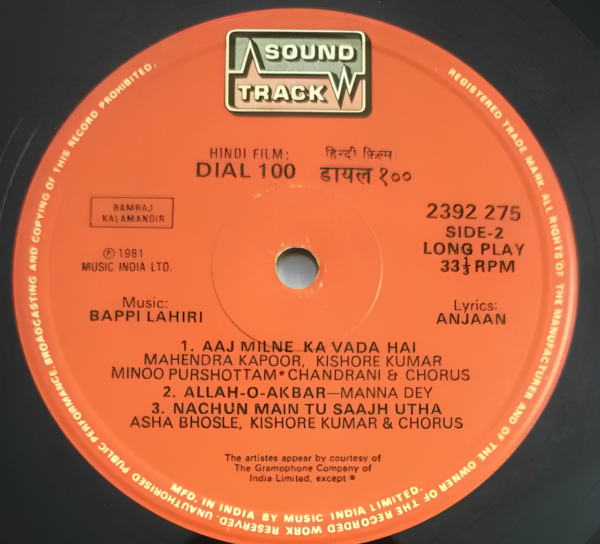 SOUND
TRACK
HINDI FILM:
DIAL 100
हिन्दी फ़िल्म:
डायल १००
BAMRAJ
KALAMANDIR
2392 275
SIDE-2
LONG PLAY
33⅓ RPM
℗ 1981
MUSIC INDIA LTD.
Music:
BAPPI LAHIRI
Lyrics:
ANJAAN
1. AAJ MILNE KA VADA HAI
MAHENDRA KAPOOR, KISHORE KUMAR
MINOO PURSHOTTAM*CHANDRANI & CHORUS
2. ALLAH-O-AKBAR—MANNA DEY
3. NACHUN MAIN TU SAAJH UTHA
ASHA BHOSLE, KISHORE KUMAR & CHORUS
The artistes appear by courtesy of
The Gramophone Company of
India Limited, except *
MFD. IN INDIA BY MUSIC INDIA LIMITED.
REGISTERED TRADE MARK. ALL RIGHTS OF THE MANUFACTURER AND OF THE OWNER OF THE RECORDED WORK RESERVED. UNAUTHORISED PUBLIC PERFORMANCE. BROADCASTING AND COPYING OF THIS RECORD PROHIBITED.